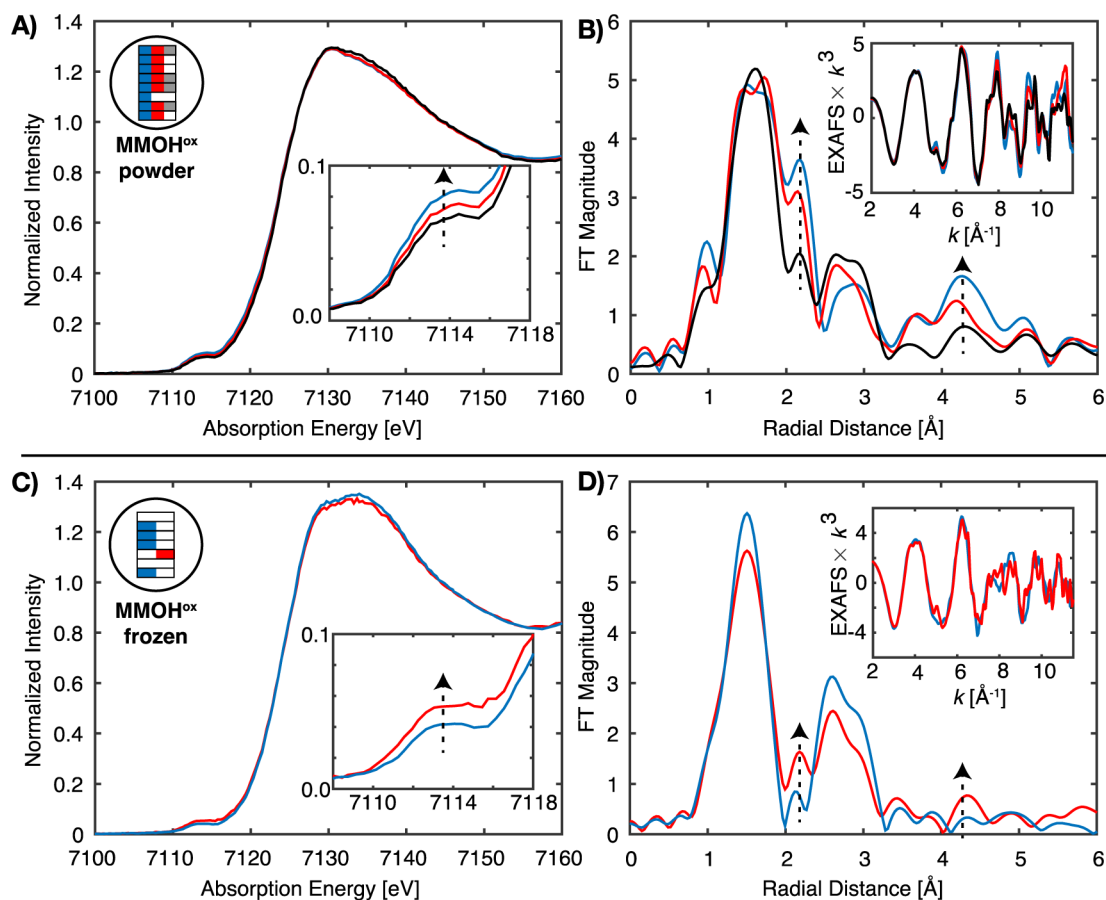 A)
MMOHᵒˣ
powder
Normalized Intensity
1.4
1.2
1.0
0.8
0.6
0.4
0.2
0
7100 7110 7120 7130 7140 7150 7160
Absorption Energy [eV]
0.1
0.0
7110 7114 7118
B)
FT Magnitude
6
5
4
3
2
1
0
0 1 2 3 4 5 6
Radial Distance [Å]
EXAFS × k³
5
0
-5
2 4 6 8 10
k [Å⁻¹]
C)
MMOHᵒˣ
frozen
Normalized Intensity
1.4
1.2
1.0
0.8
0.6
0.4
0.2
0
7100 7110 7120 7130 7140 7150 7160
Absorption Energy [eV]
0.1
0.0
7110 7114 7118
D)
FT Magnitude
7
6
5
4
3
2
1
0
0 1 2 3 4 5 6
Radial Distance [Å]
EXAFS × k³
4
0
-4
2 4 6 8 10
k [Å⁻¹]